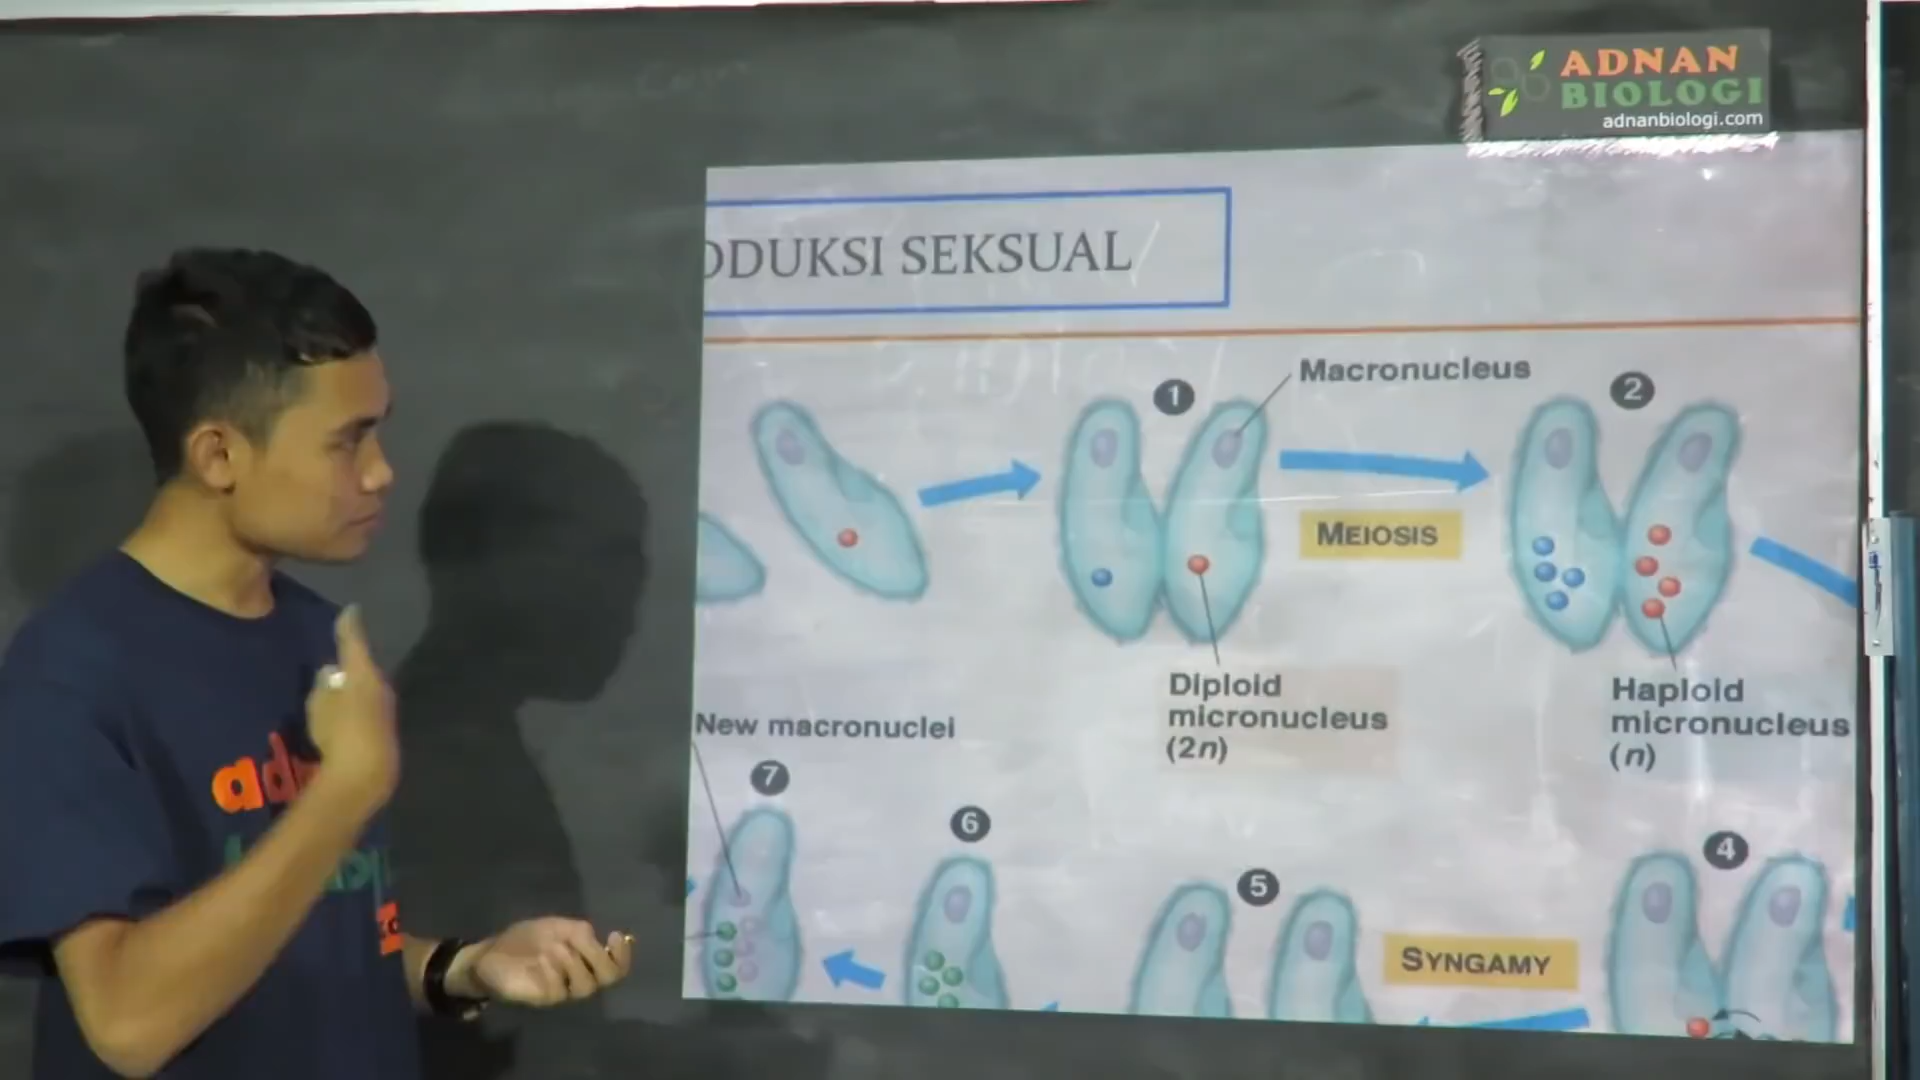 ADNAN
BIOLOGI
adnanbiologi.com
ODUKSI SEKSUAL
1
Macronucleus
2
MEIOSIS
Diploid
micronucleus
(2n)
Haploid
micronucleus
(n)
New macronuclei
7
6
5
4
SYNGAMY